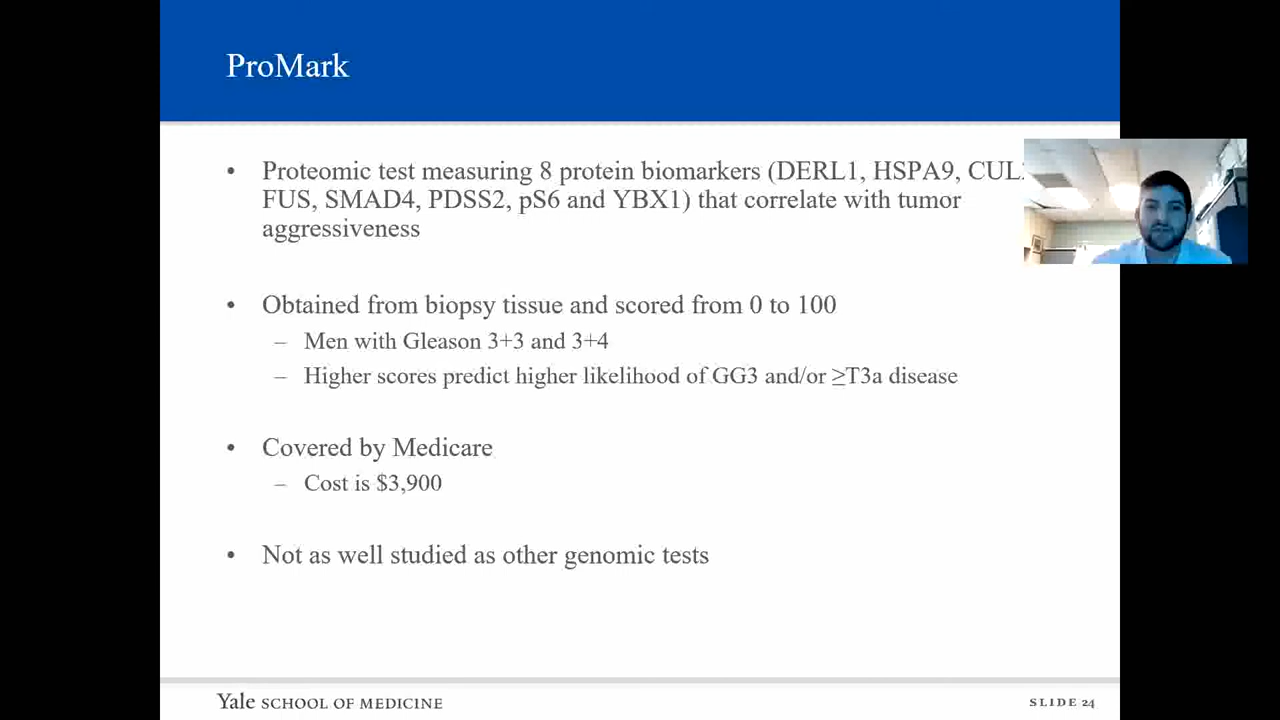 ProMark
• Proteomic test measuring 8 protein biomarkers (DERL1, HSPA9,
FUS, SMAD4, PDSS2, pS6 and YBX1) that correlate with tumor
aggressiveness
• Obtained from biopsy tissue and scored from 0 to 100
– Men with Gleason 3+3 and 3+4
– Higher scores predict higher likelihood of GG3 and/or ≥T3a disease
• Covered by Medicare
– Cost is $3,900
• Not as well studied as other genomic tests
Yale SCHOOL OF MEDICINE
SLIDE 24